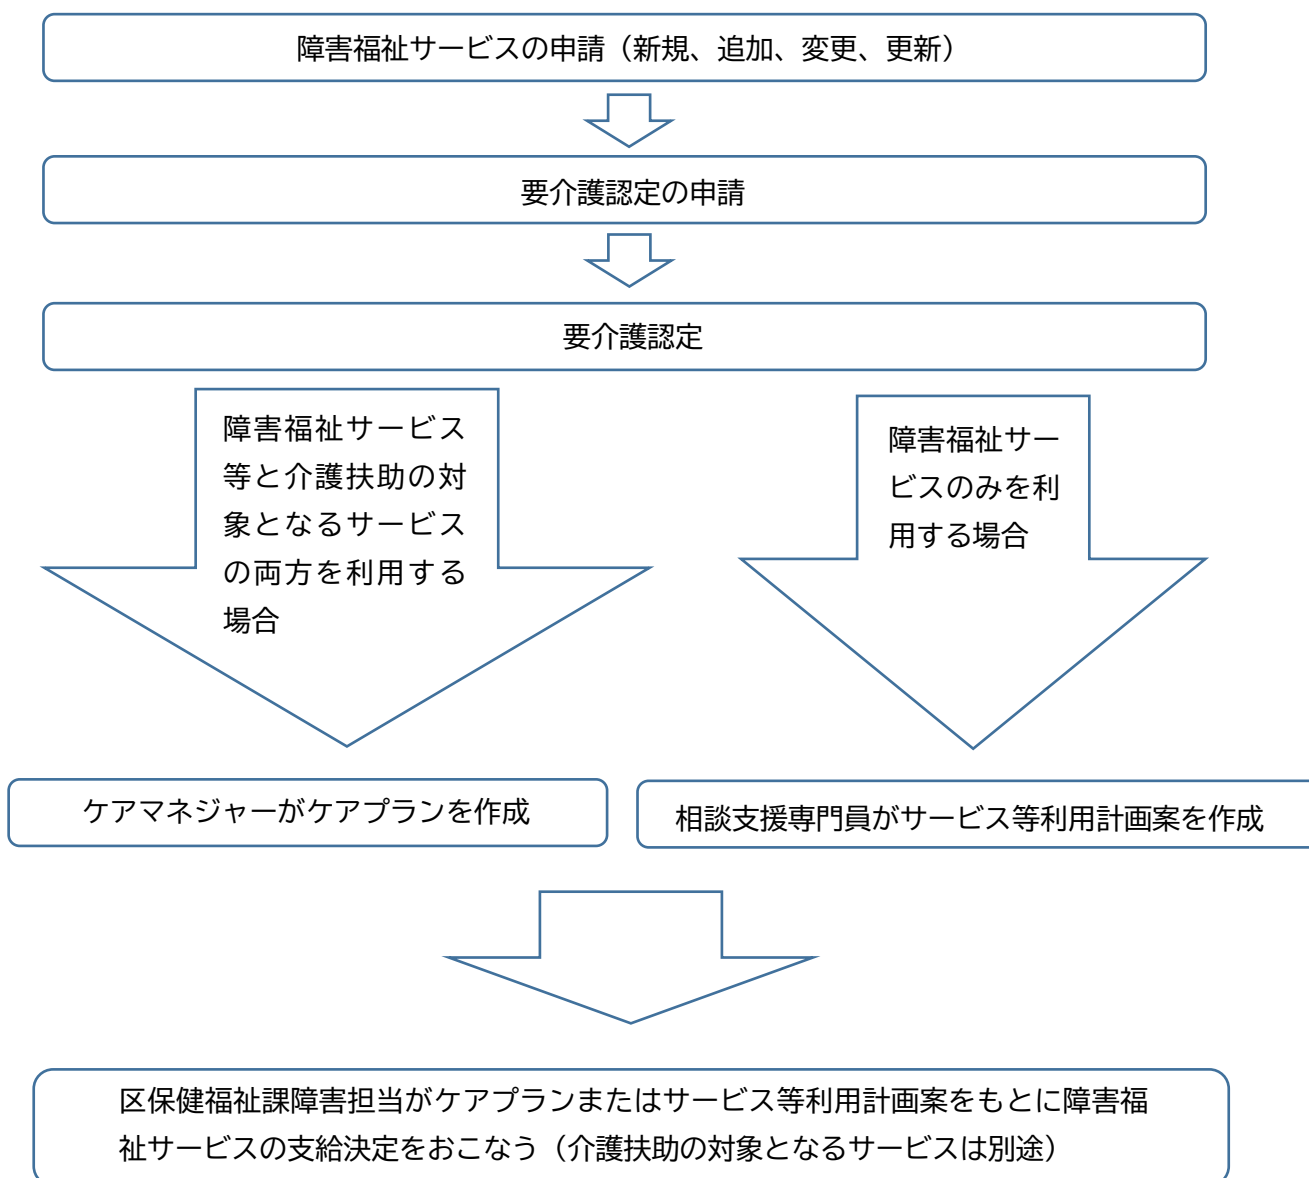 障害福祉サービスの申請（新規、追加、変更、更新）
要介護認定の申請
要介護認定
障害福祉サービス
等と介護扶助の対
象となるサービス
の両方を利用する
場合
障害福祉サー
ビスのみを利
用する場合
ケアマネジャーがケアプランを作成
相談支援専門員がサービス等利用計画案を作成
区保健福祉課障害担当がケアプランまたはサービス等利用計画案をもとに障害福
祉サービスの支給決定をおこなう（介護扶助の対象となるサービスは別途）